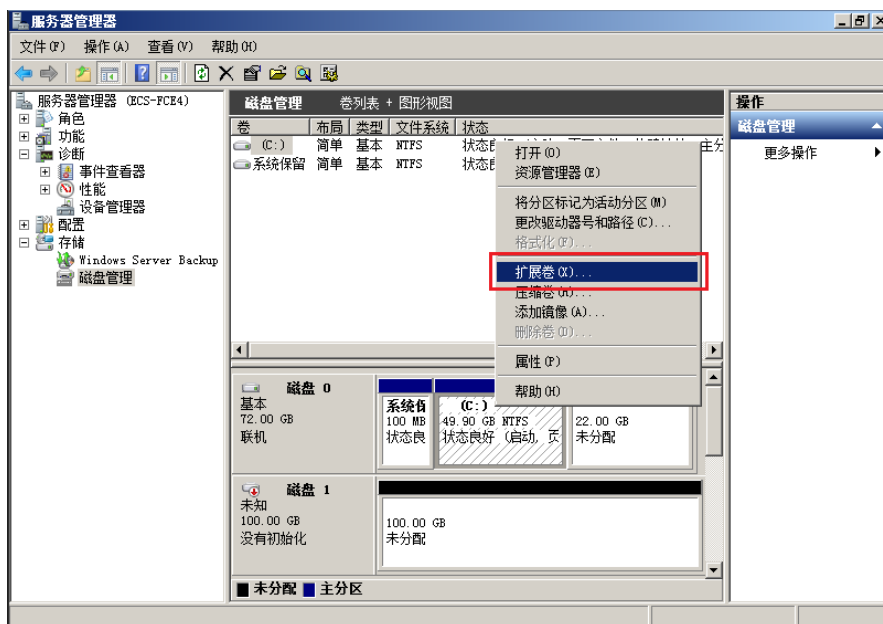 服务器管理器
文件(F) 操作(A) 查看(V) 帮助(H)
服务器管理器 (ECS-FCE4)
角色
功能
诊断
事件查看器
性能
设备管理器
配置
存储
Windows Server Backup
磁盘管理
磁盘管理 卷列表 + 图形视图
卷 布局 类型 文件系统 状态
(C:) 简单 基本 NTFS 状态 主分
系统保留 简单 基本 NTFS 状态
打开(O)
资源管理器(E)
将分区标记为活动分区(M)
更改驱动器号和路径(C)...
格式化(F)...
扩展卷(X)...
压缩卷(H)...
添加镜像(A)...
删除卷(D)...
属性(P)
帮助(H)
磁盘 0
基本
72.00 GB
联机
系统保
100 MB
状态良
(C:)
49.90 GB NTFS
状态良好 (启动, 页
22.00 GB
未分配
磁盘 1
未知
100.00 GB
没有初始化
100.00 GB
未分配
未分配 主分区
操作
磁盘管理
更多操作